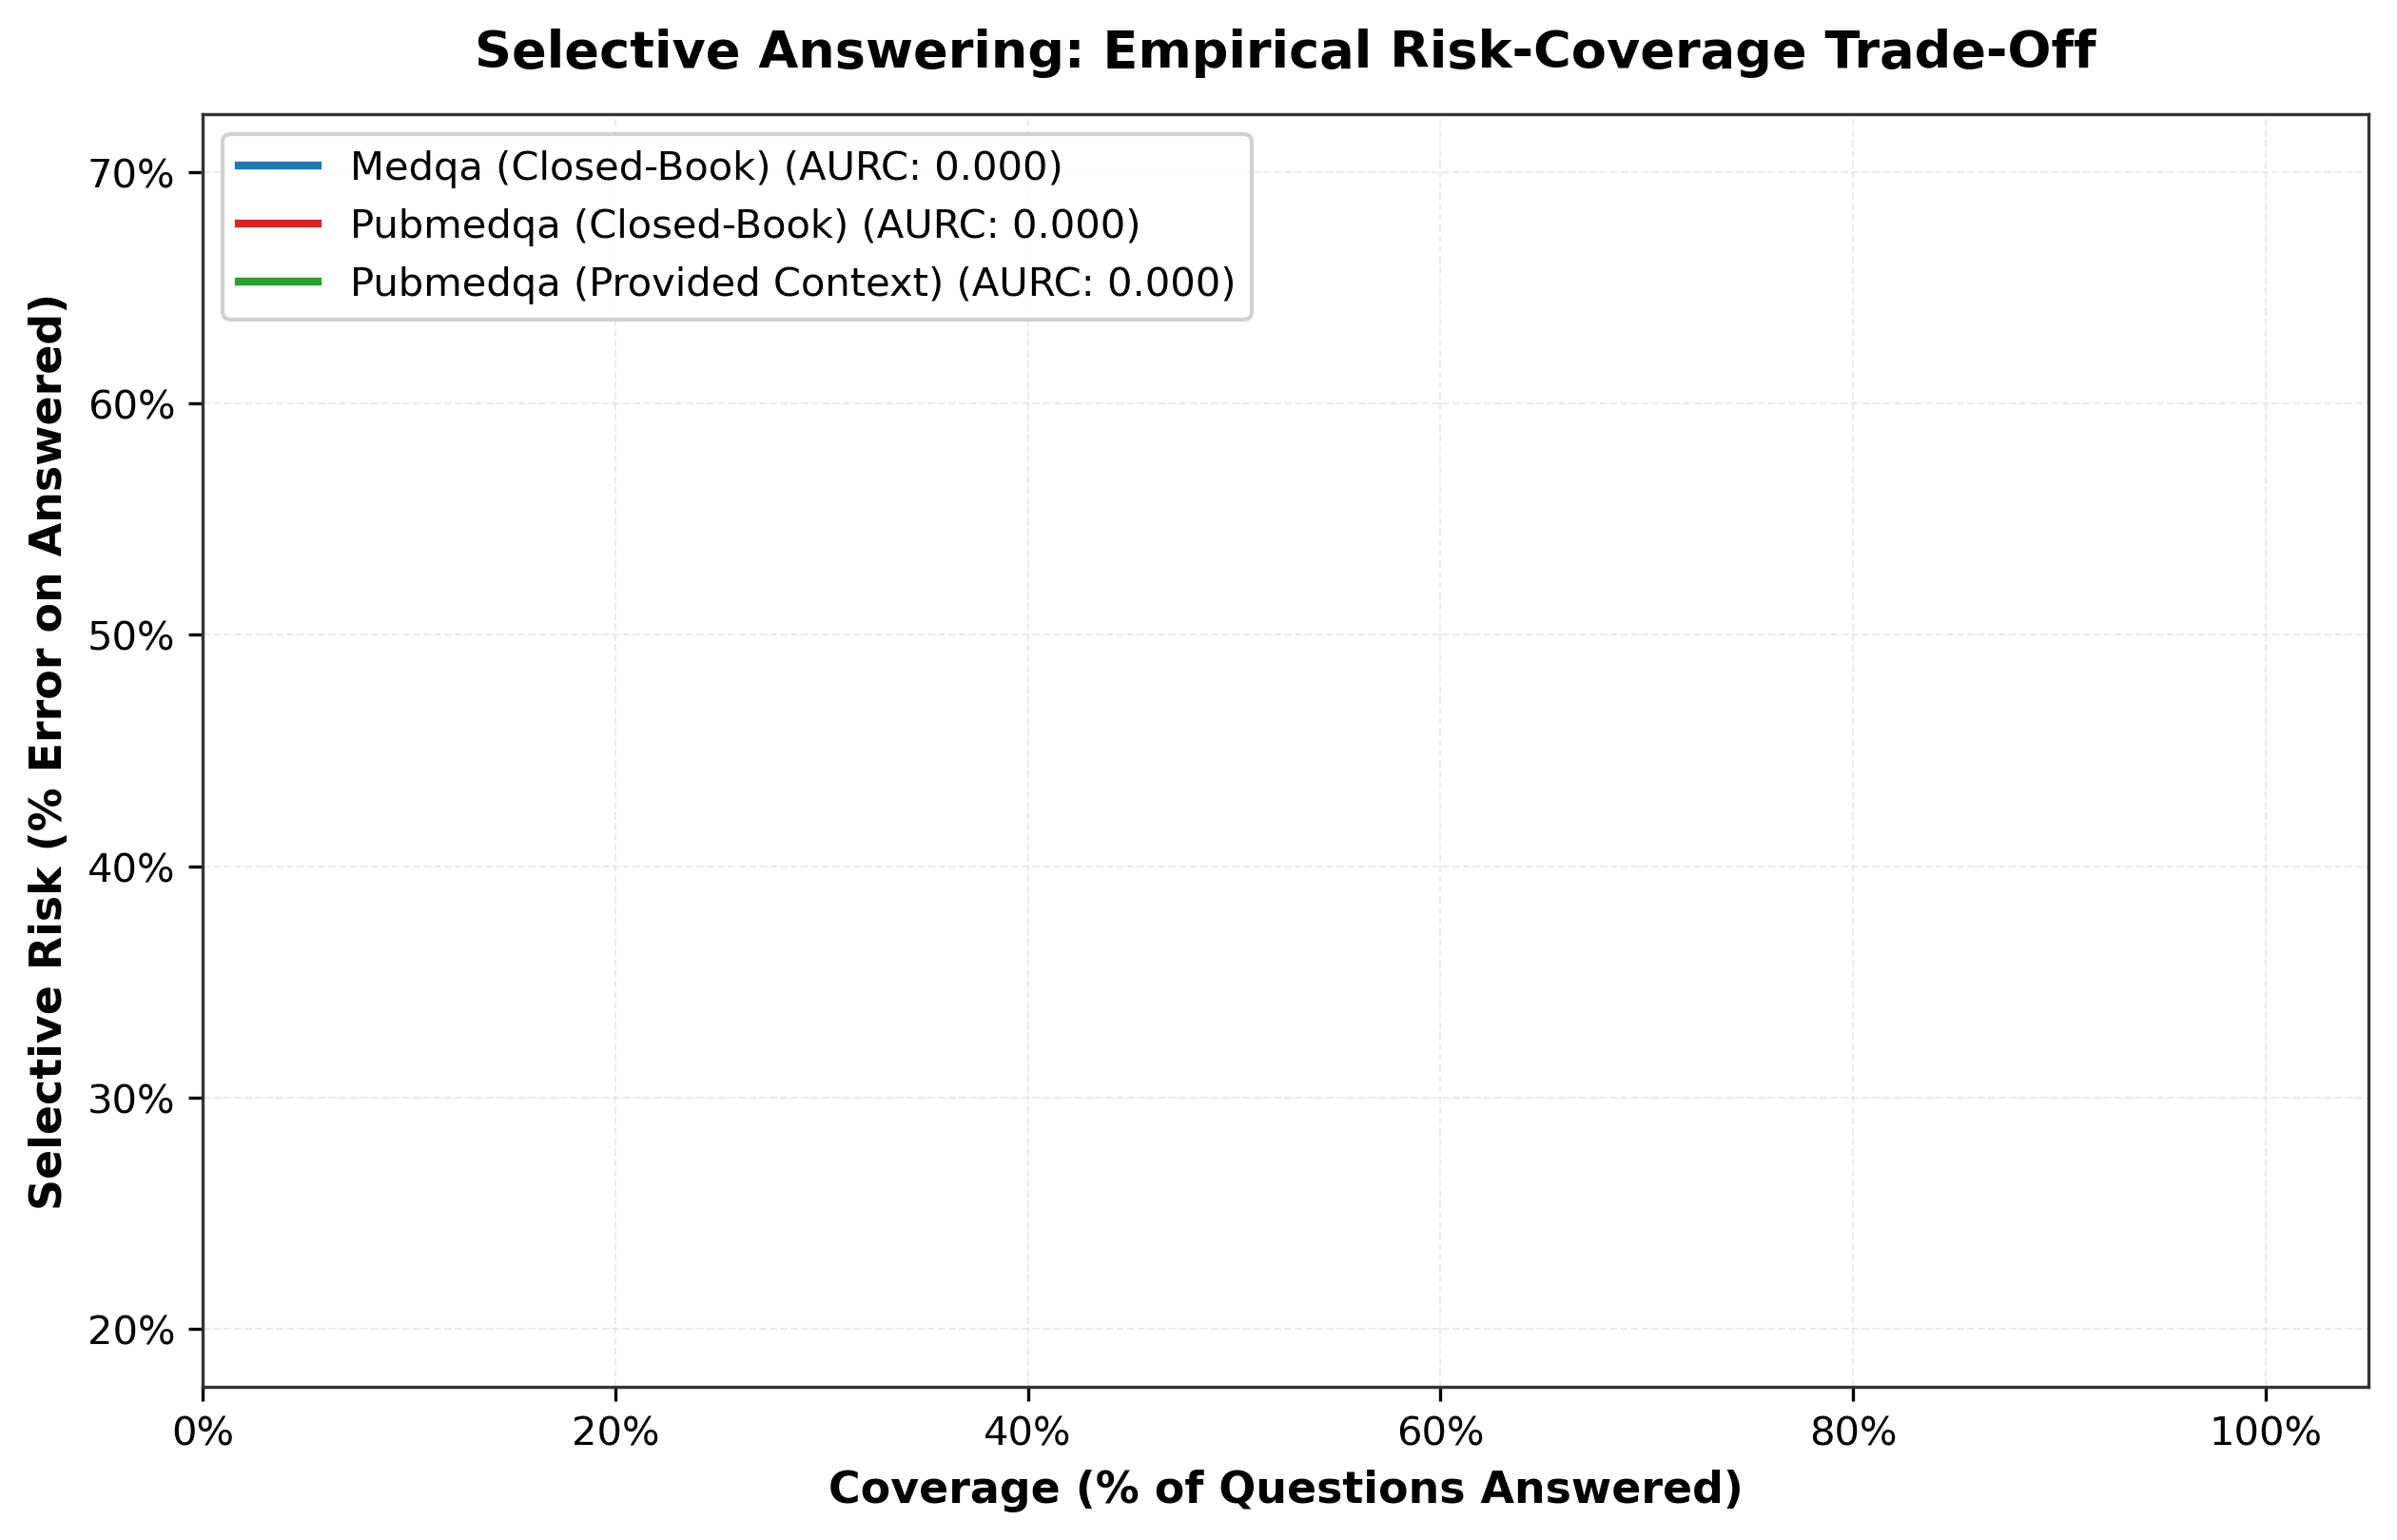 Selective Answering: Empirical Risk-Coverage Trade-Off
Medqa (Closed-Book) (AURC: 0.000)
Pubmedqa (Closed-Book) (AURC: 0.000)
Pubmedqa (Provided Context) (AURC: 0.000)
Selective Risk (% Error on Answered)
70%
60%
50%
40%
30%
20%
0%
20%
40%
60%
80%
100%
Coverage (% of Questions Answered)